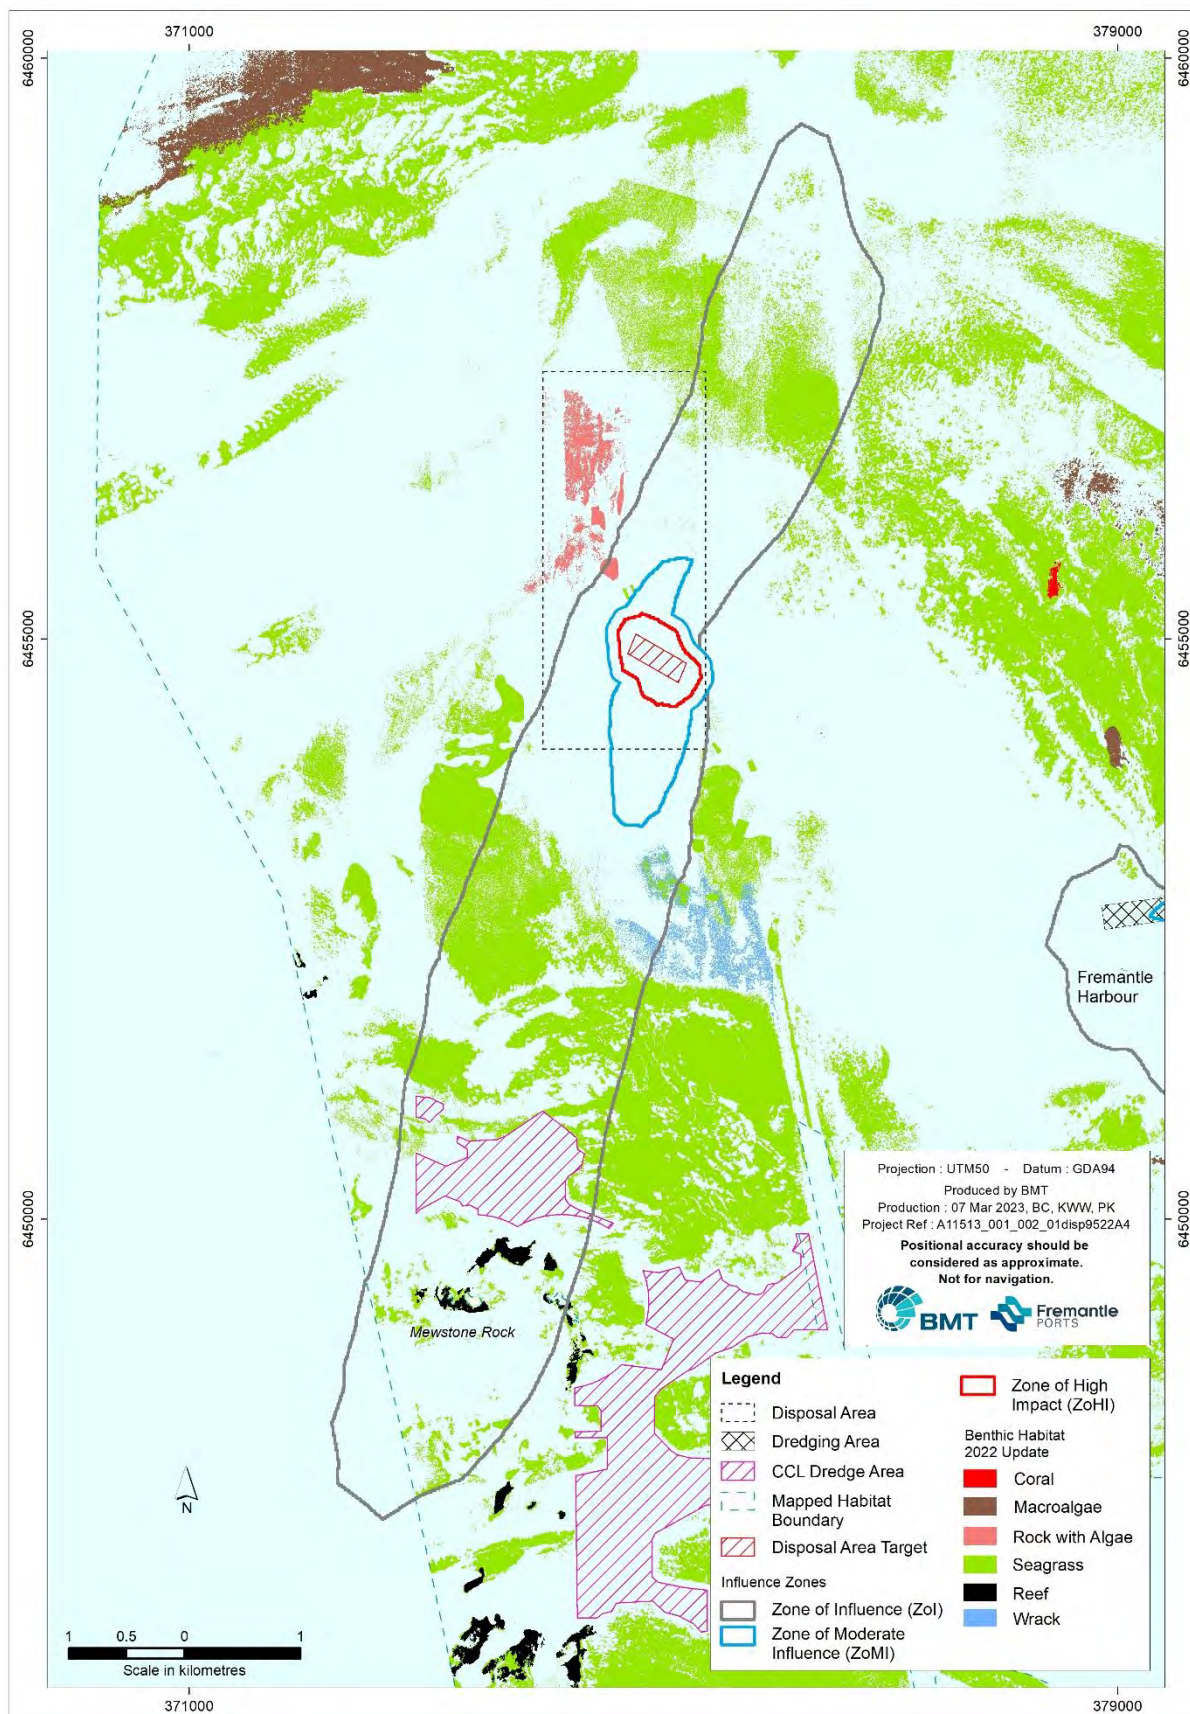 371000
379000
6460000
6460000
6455000
6455000
Fremantle
Harbour
6450000
6450000
Projection : UTM50 - Datum : GDA94
Produced by BMT
Production : 07 Mar 2023, BC, KWW, PK
Project Ref : A11513_001_002_01disp9522A4
Positional accuracy should be
considered as approximate.
Not for navigation.
BMT
Fremantle
PORTS
Mewstone Rock
Legend
Disposal Area
Dredging Area
CCL Dredge Area
Mapped Habitat
Boundary
Disposal Area Target
Influence Zones
Zone of Influence (ZoI)
Zone of Moderate
Influence (ZoMI)
Zone of High
Impact (ZoHI)
Benthic Habitat
2022 Update
Coral
Macroalgae
Rock with Algae
Seagrass
Reef
Wrack
N
1 0.5 0 1
Scale in kilometres
371000
379000